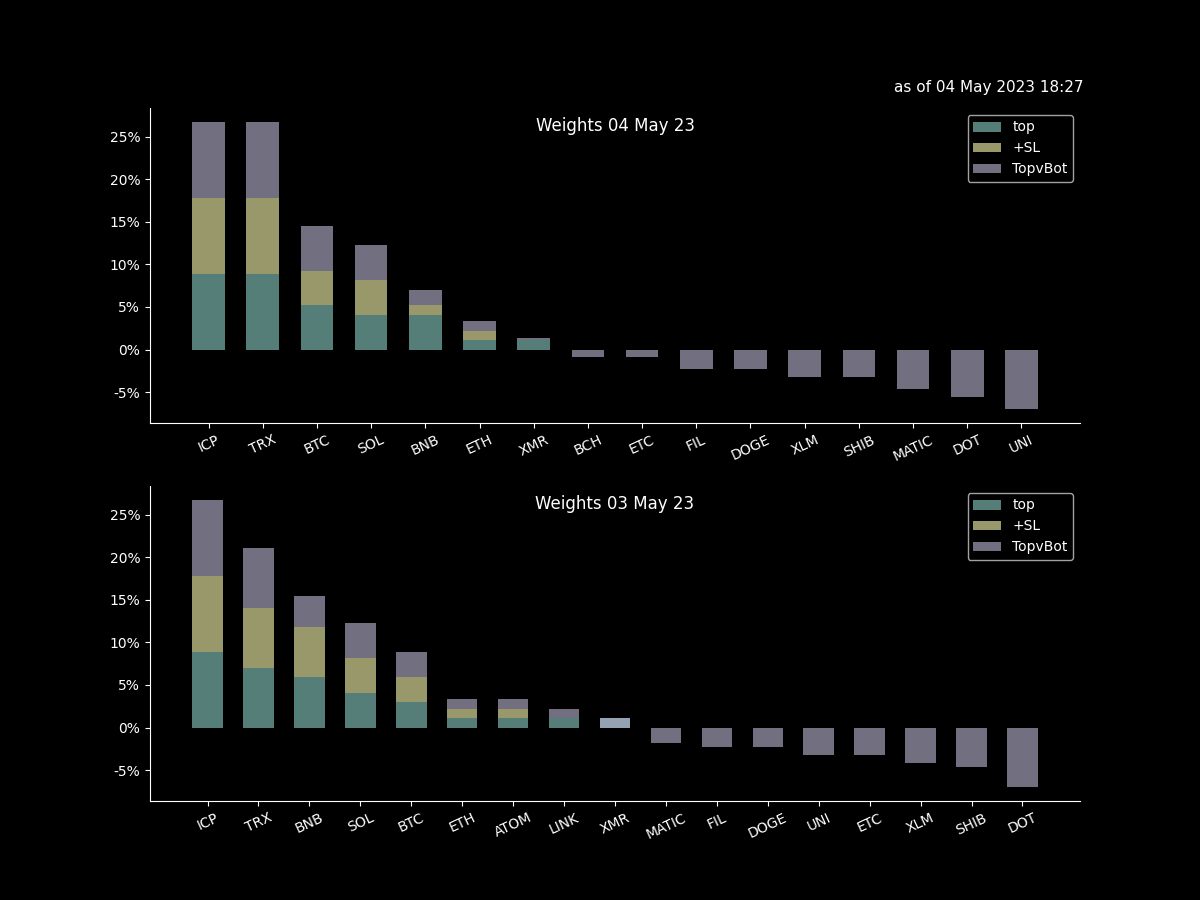 as of 04 May 2023 18:27
Weights 04 May 23
top
+SL
TopvBot
25%
20%
15%
10%
5%
0%
-5%
ICP TRX BTC SOL BNB ETH XMR BCH ETC FIL DOGE XLM SHIB MATIC DOT UNI
Weights 03 May 23
top
+SL
TopvBot
25%
20%
15%
10%
5%
0%
-5%
ICP TRX BNB SOL BTC ETH ATOM LINK XMR MATIC FIL DOGE UNI ETC XLM SHIB DOT